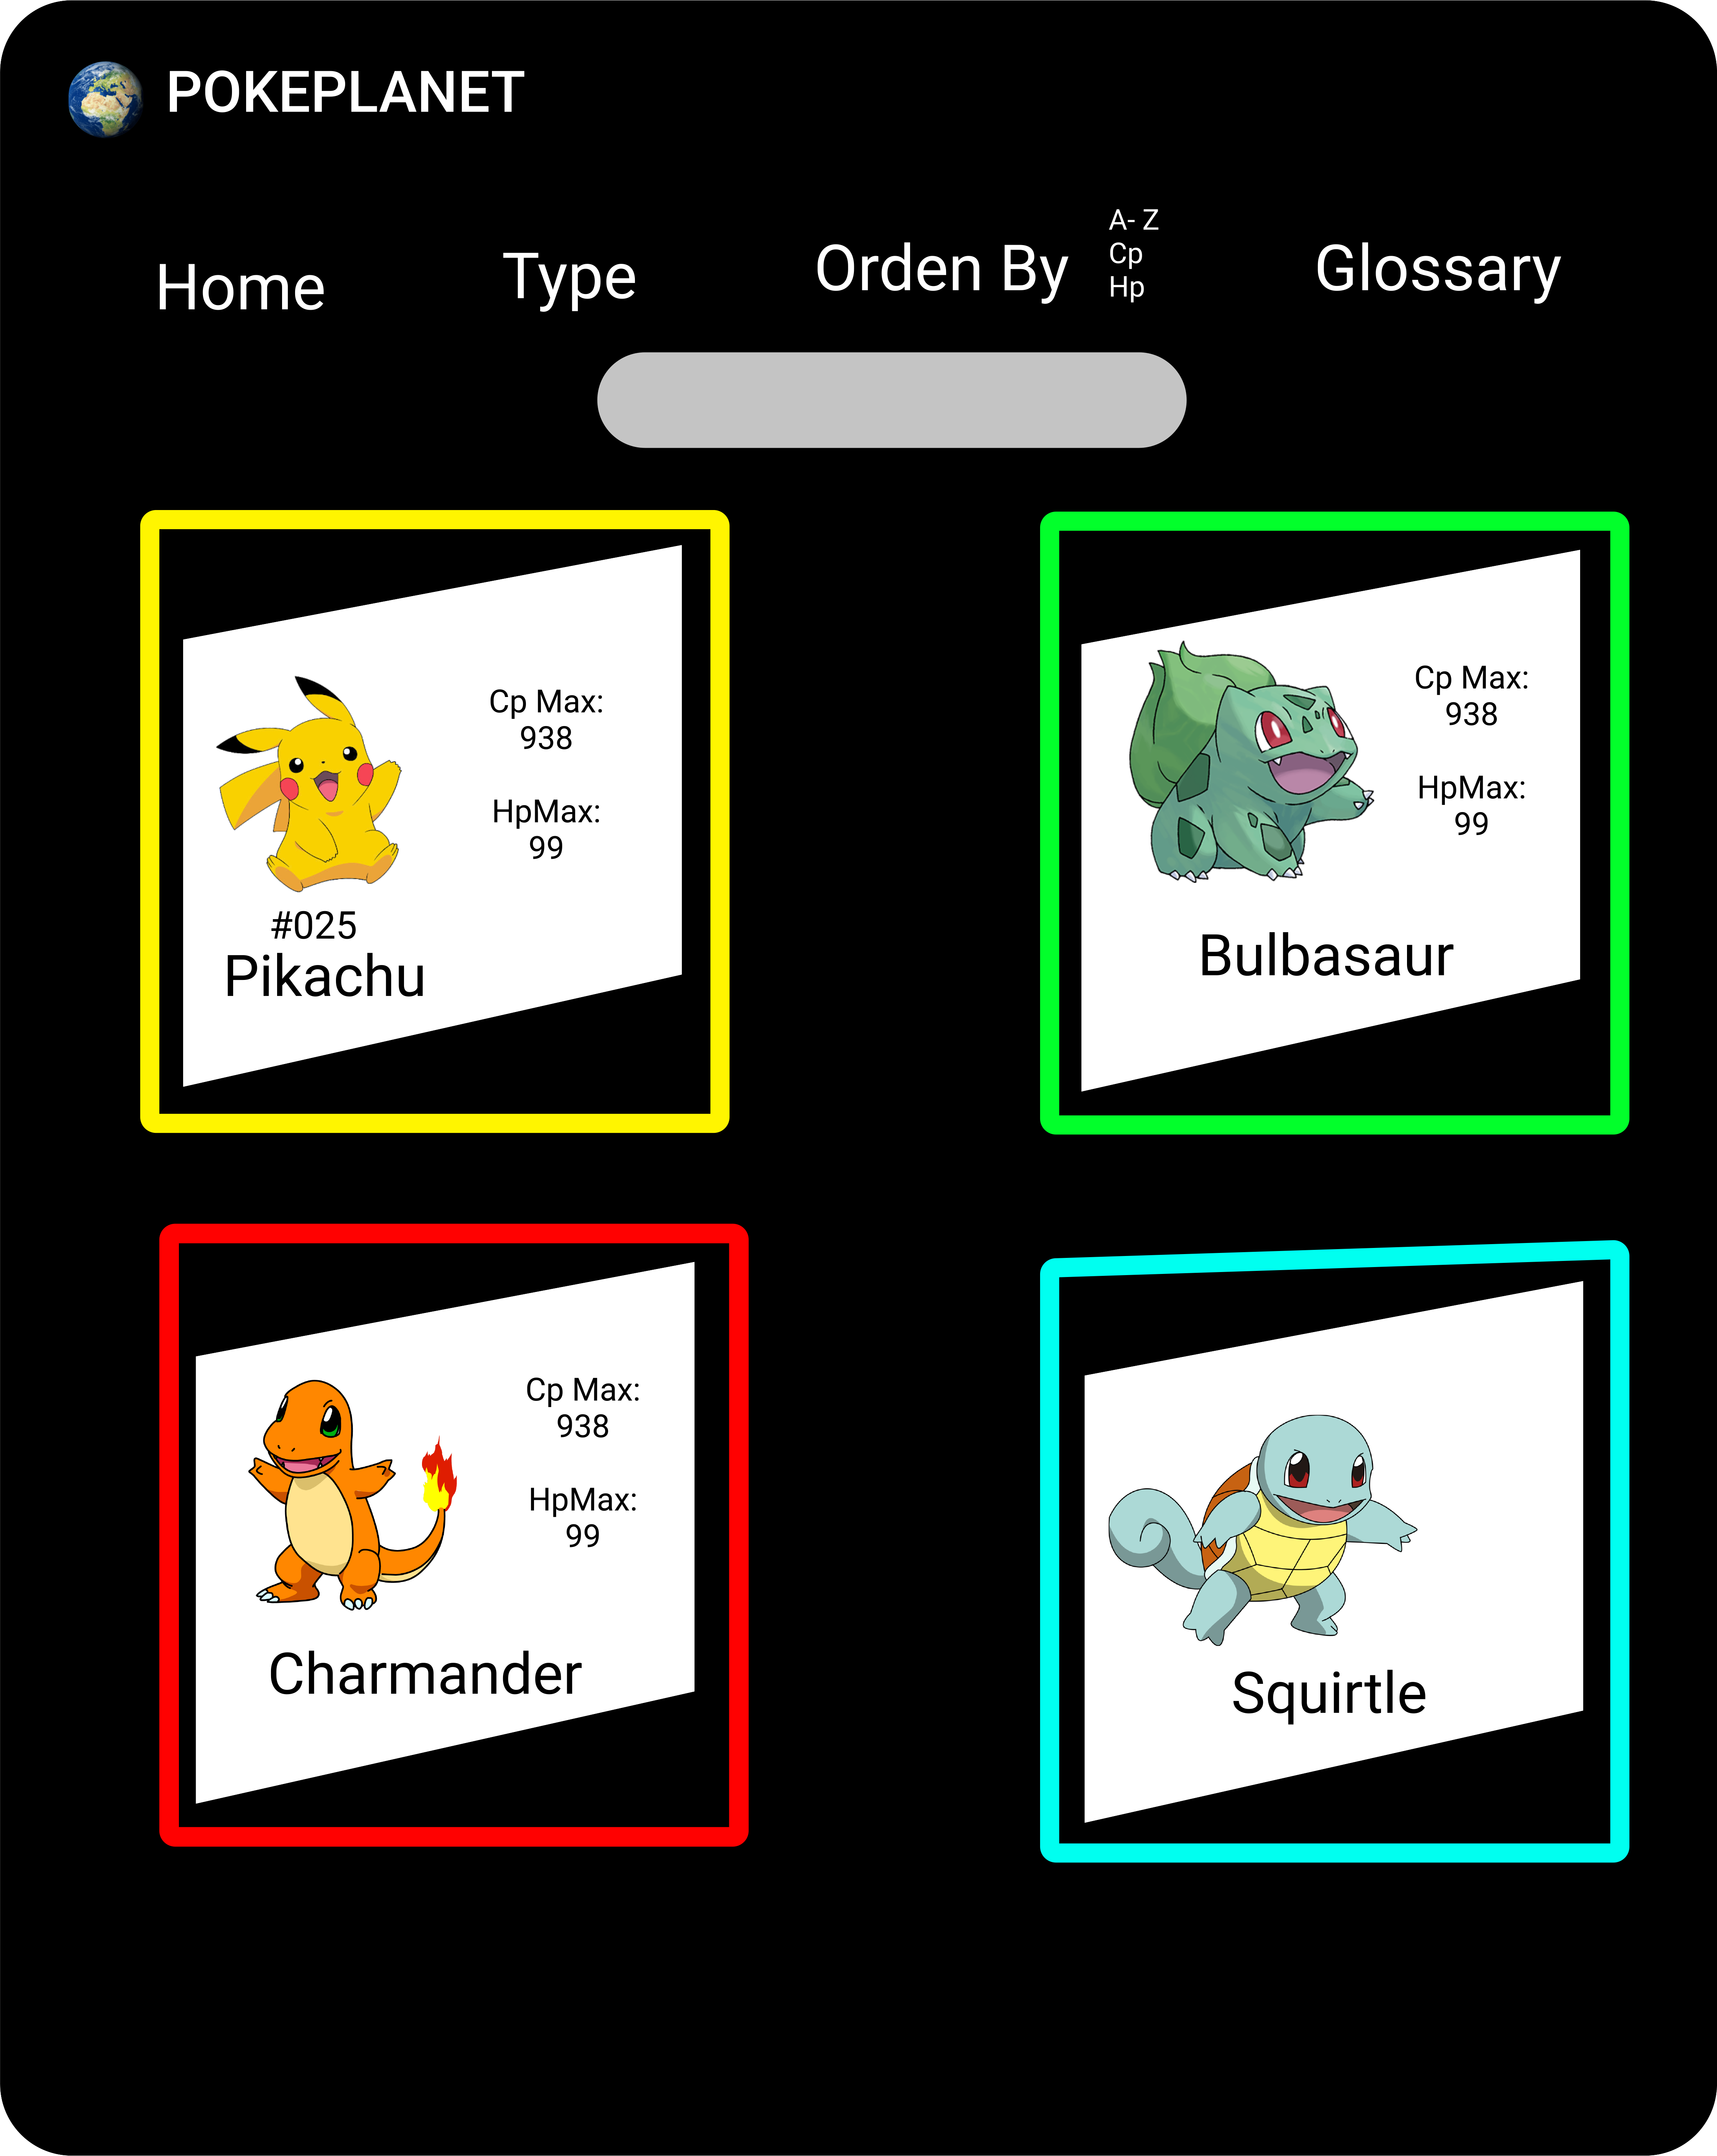 POKEPLANET
Home
Type
Orden By
A- Z
Cp
Hp
Glossary
Cp Max:
938
HpMax:
99
#025
Pikachu
Cp Max:
938
HpMax:
99
Bulbasaur
Cp Max:
938
HpMax:
99
Charmander
Squirtle